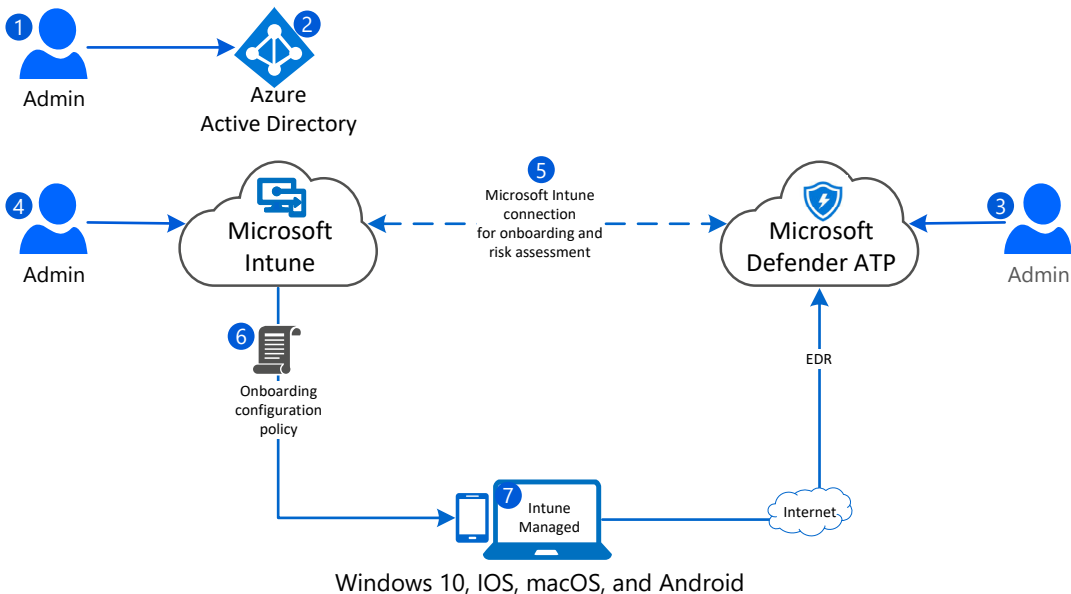 1
Admin
2
Azure
Active Directory
4
Admin
Microsoft
Intune
5
Microsoft Intune
connection
for onboarding and
risk assessment
Microsoft
Defender ATP
3
Admin
6
Onboarding
configuration
policy
EDR
7
Intune
Managed
Internet
Windows 10, IOS, macOS, and Android